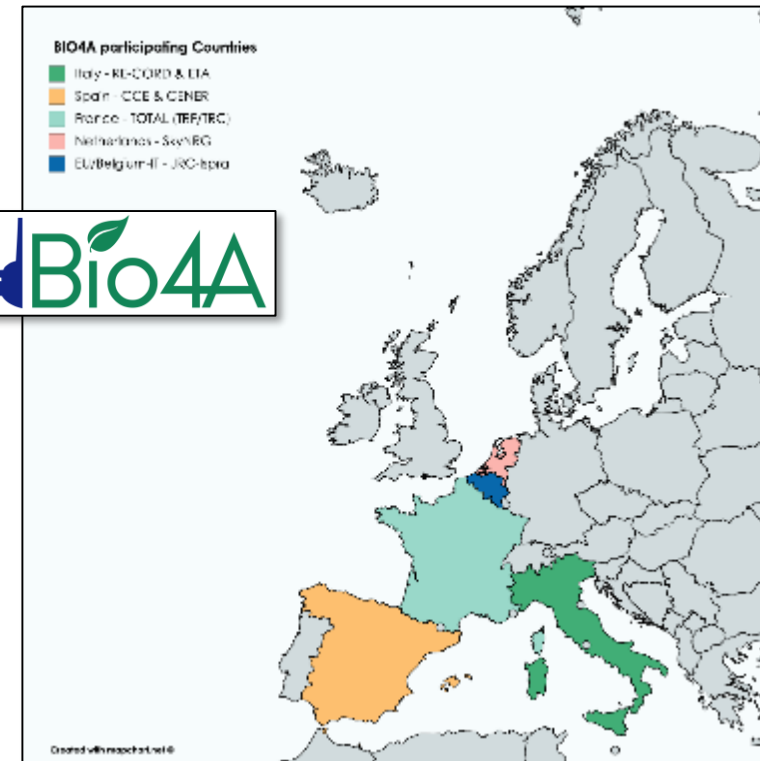 BIO4A participating Countries
Italy - RE-CORD & ETA
Spain - CCE & CENER
France - TOTAL (TRF/TRC)
Netherlands - SkyNRG
EU/Belgium-IT - JRC-Ispra
Bio4A
Created with mapchart.net ©